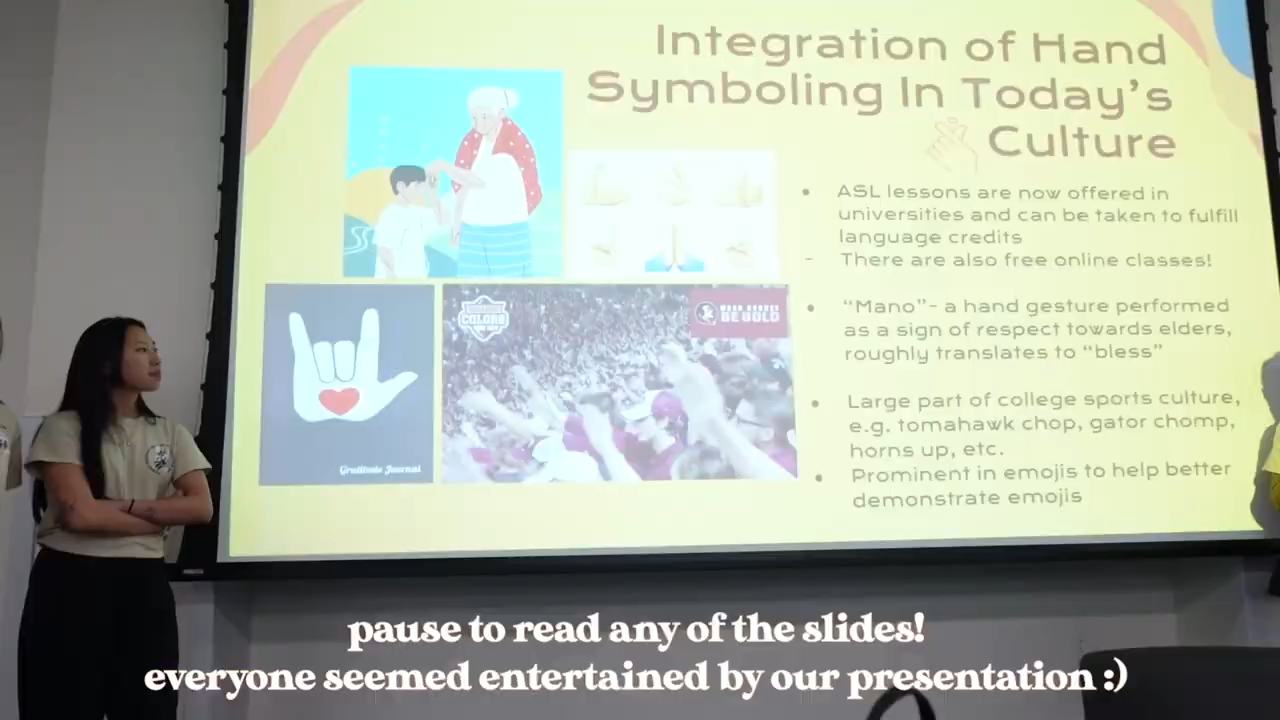 Integration of Hand
Symboling In Today's
Culture
• ASL lessons are now offered in
universities and can be taken to fulfill
language credits
- There are also free online classes!
• “Mano”- a hand gesture performed
as a sign of respect towards elders,
roughly translates to “bless”
• Large part of college sports culture,
e.g. tomahawk chop, gator chomp,
horns up, etc.
• Prominent in emojis to help better
demonstrate emojis
COLORS
BE BOLD
Gratitude Journal
pause to read any of the slides!
everyone seemed entertained by our presentation :)